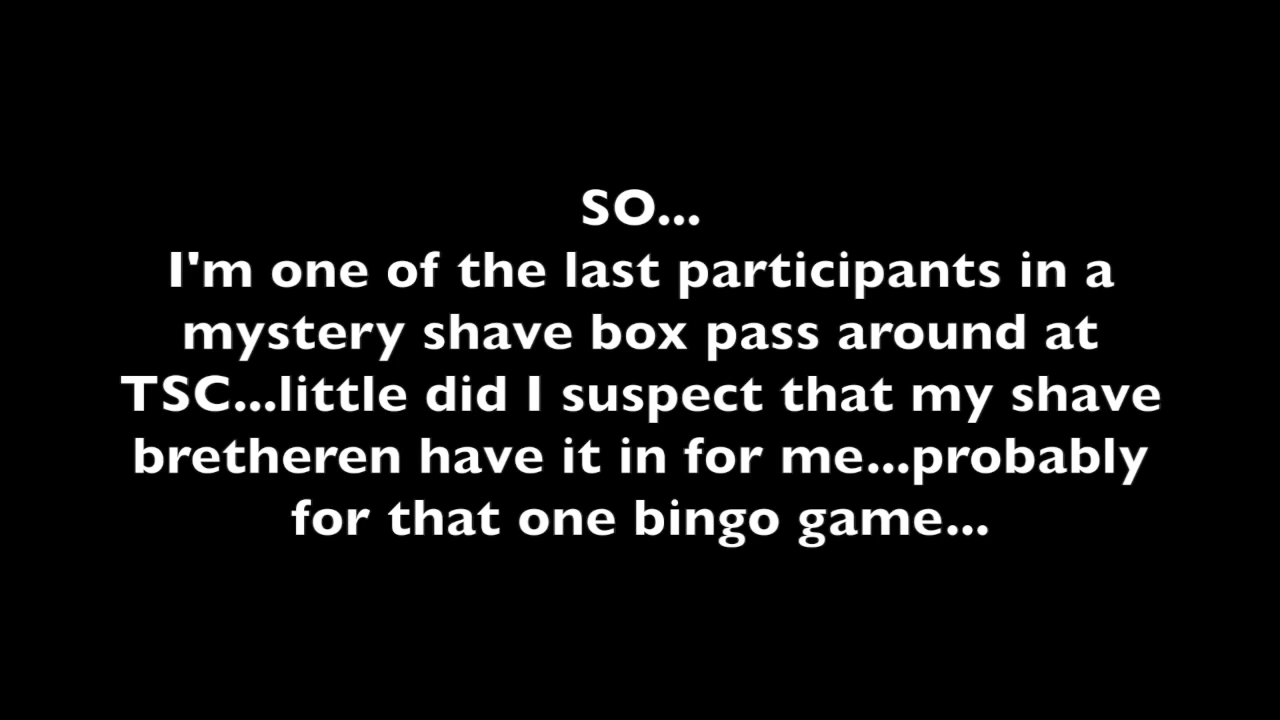 SO...
I'm one of the last participants in a
mystery shave box pass around at
TSC...little did I suspect that my shave
bretheren have it in for me...probably
for that one bingo game...